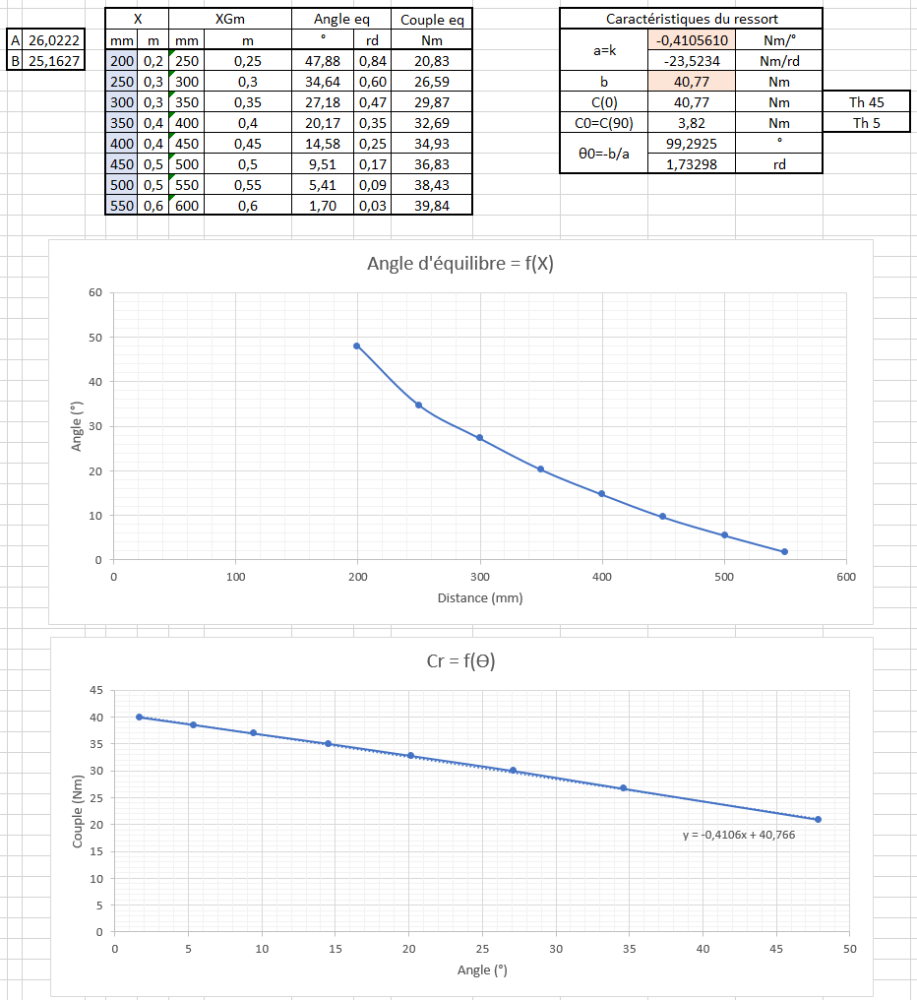 X XGm Angle eq Couple eq Caractéristiques du ressort
A 26,0222 mm m mm m ° rd Nm a=k -0,4105610 Nm/°
B 25,1627 200 0,2 250 0,25 47,88 0,84 20,83 -23,5234 Nm/rd
250 0,3 300 0,3 34,64 0,60 26,59 b 40,77 Nm
300 0,3 350 0,35 27,18 0,47 29,87 C(0) 40,77 Nm Th 45
350 0,4 400 0,4 20,17 0,35 32,69 C0=C(90) 3,82 Nm Th 5
400 0,4 450 0,45 14,58 0,25 34,93 θ0=-b/a 99,2925 °
450 0,5 500 0,5 9,51 0,17 36,83 1,73298 rd
500 0,5 550 0,55 5,41 0,09 38,43
550 0,6 600 0,6 1,70 0,03 39,84
Angle d'équilibre = f(X)
60
50
40
30
20
10
0
Angle (°)
0 100 200 300 400 500 600
Distance (mm)
Cr = f(Ѳ)
45
40
35
30
25
20
15
10
5
0
Couple (Nm)
y = -0,4106x + 40,766
0 5 10 15 20 25 30 35 40 45 50
Angle (°)